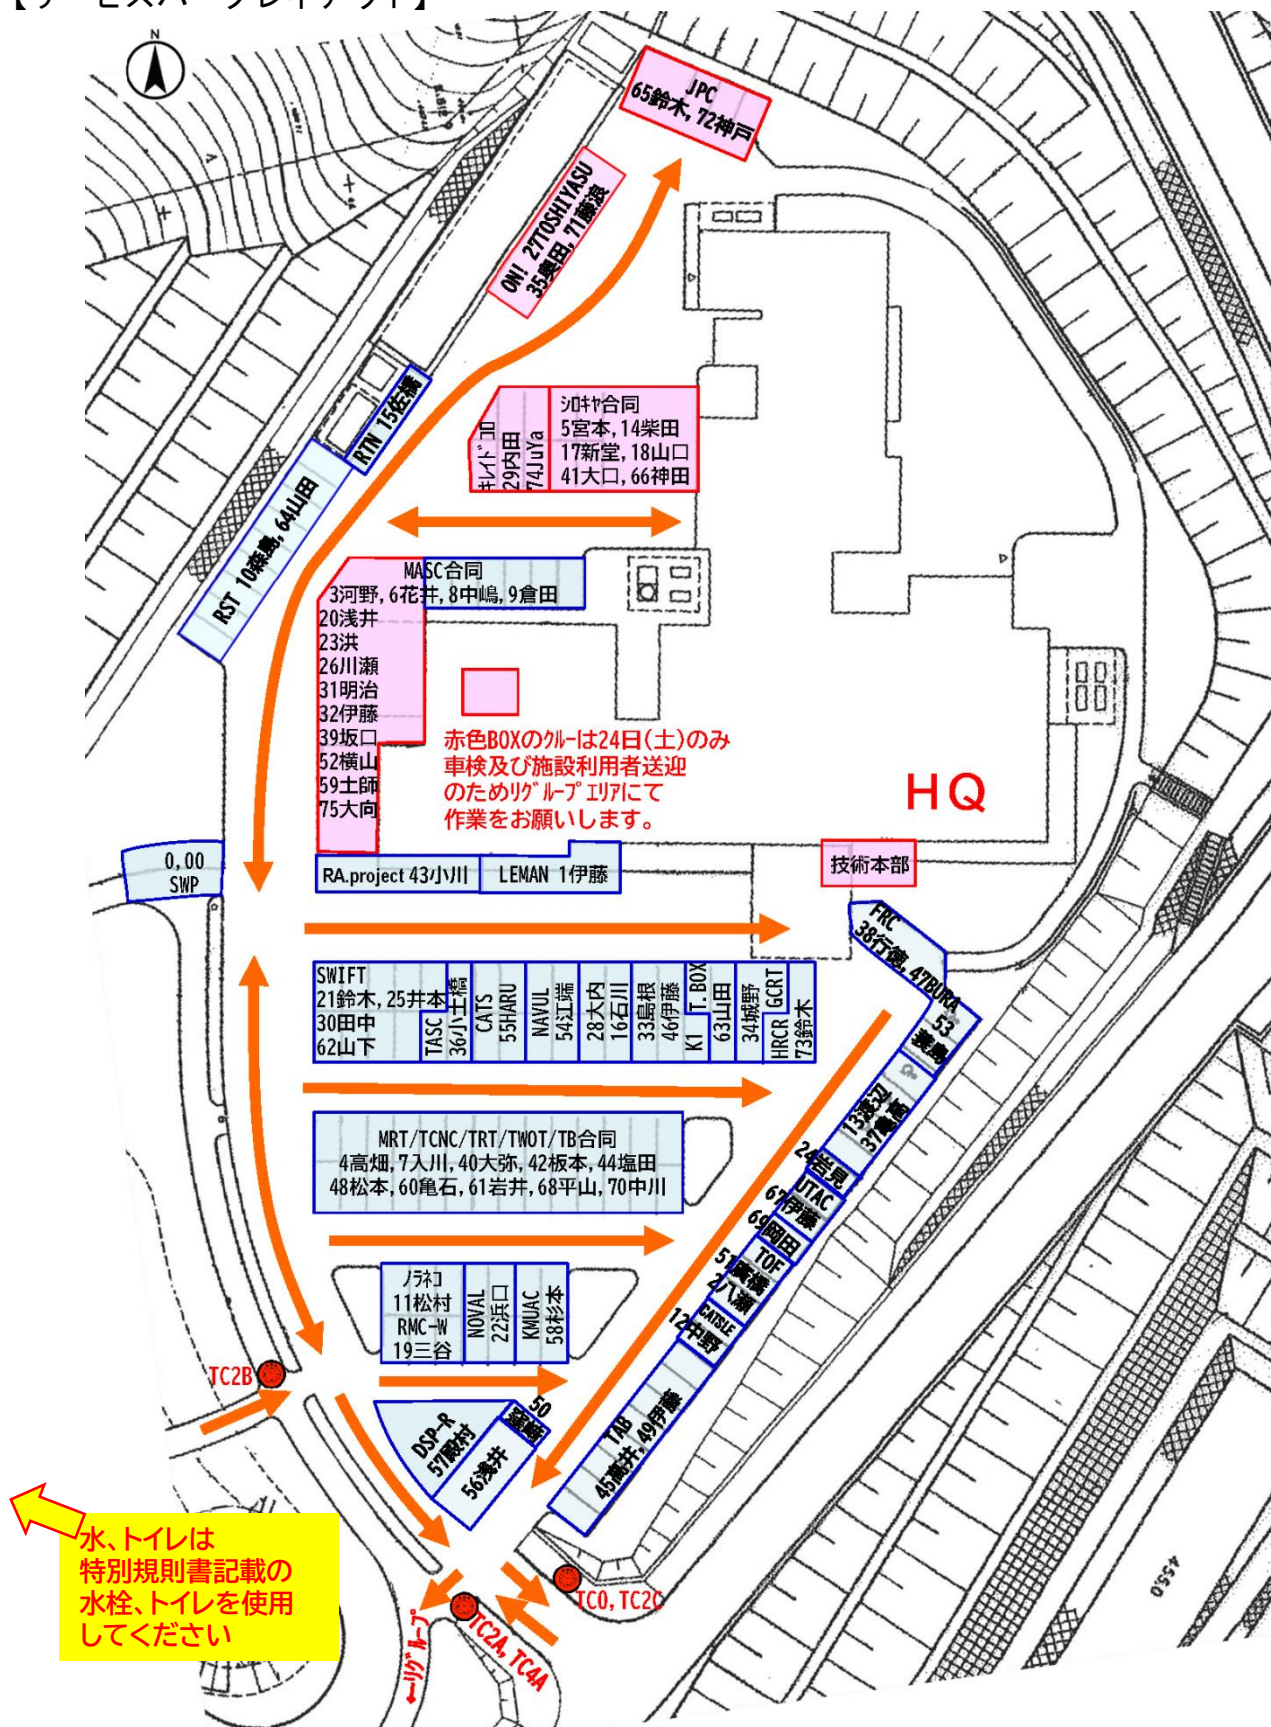 【サービスパークレイアウト】
N
JPC
65鈴木, 72神戸
ON! 27TOSHIYASU
35奥田, 71藤浪
RTN 15佐橋
RST 10森島, 64山田
キレイドコロ
29内田
74JuYa
シロキヤ合同
5宮本, 14柴田
17新堂, 18山口
41大口, 66神田
MASC合同
3河野, 6花井, 8中嶋, 9倉田
20浅井
23洪
26川瀬
31明治
32伊藤
39坂口
52横山
59土師
75大向
赤色BOXのクルーは24日(土)のみ
車検及び施設利用者送迎
のためリグループエリアにて
作業をお願いします。
HQ
技術本部
0, 00
SWP
RA.project 43小川
LEMAN 1伊藤
FRC
38行徳, 47BURA
SWIFT
21鈴木, 25井本
30田中
62山下
TASC
36小土橋
CATS
55HARU
NAVUL
54江端
28大内
16石川
33島根
46伊藤
K1 T. BOX
63山田
34城野
HRCR GCRT
73鈴木
53
蓑島
13渡辺
37鳥高
24岩見
UTAC
67伊藤
69岡田
TOF
51廣橋
2八瀬
CATSLE
12中野
TAB
45高井, 49伊藤
MRT/TCNC/TRT/TWOT/TB合同
4高畑, 7入川, 40大弥, 42板本, 44塩田
48松本, 60亀石, 61岩井, 68平山, 70中川
ノラネコ
11松村
RMC-W
19三谷
NOVAL
22浜口
KMUAC
58杉本
TC2B
DSP-R
57殿村
50
窪崎
56浅井
水、トイレは
特別規則書記載の
水栓、トイレを使用
してください
TC0, TC2C
TC2A, TC4A
←リグループ
4550